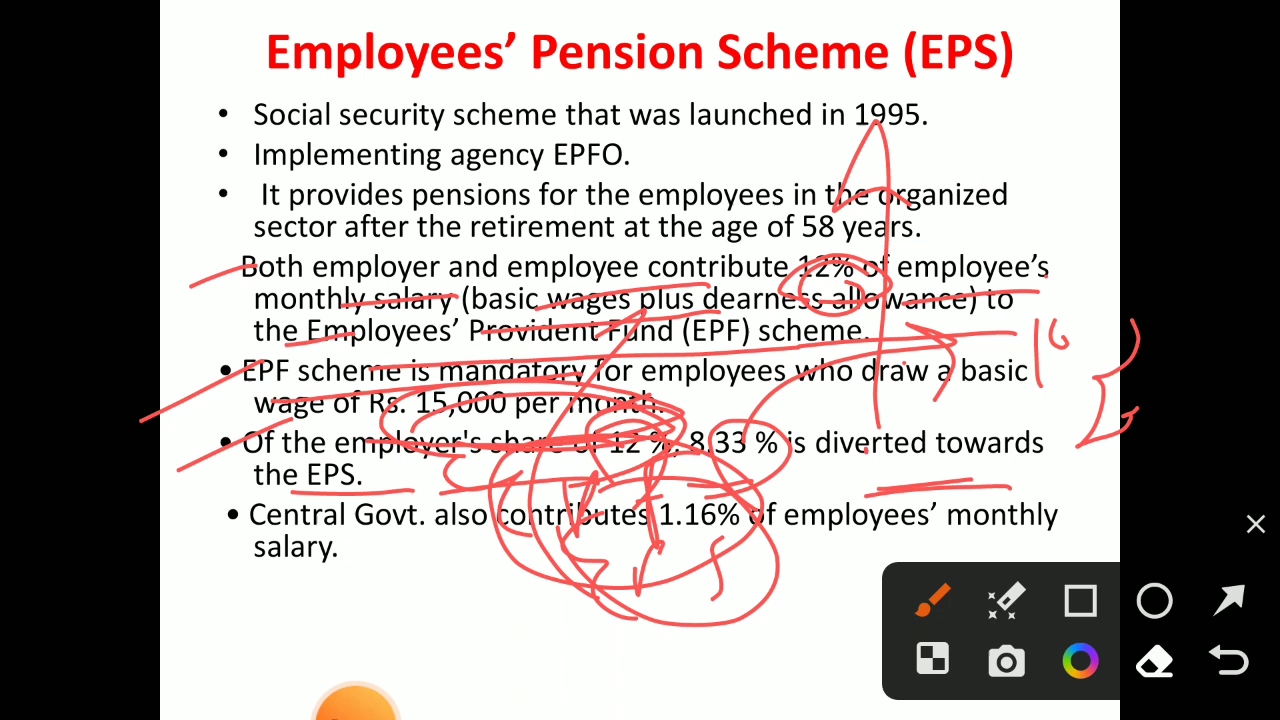 Employees’ Pension Scheme (EPS)
• Social security scheme that was launched in 1995.
• Implementing agency EPFO.
• It provides pensions for the employees in the organized
sector after the retirement at the age of 58 years.
Both employer and employee contribute 12% of employee’s
monthly salary (basic wages plus dearness allowance) to
the Employees’ Provident Fund (EPF) scheme.
• EPF scheme is mandatory for employees who draw a basic
wage of Rs. 15,000 per month.
• Of the employer's share of 12 %, 8.33 % is diverted towards
the EPS.
• Central Govt. also contributes 1.16% of employees’ monthly
salary.